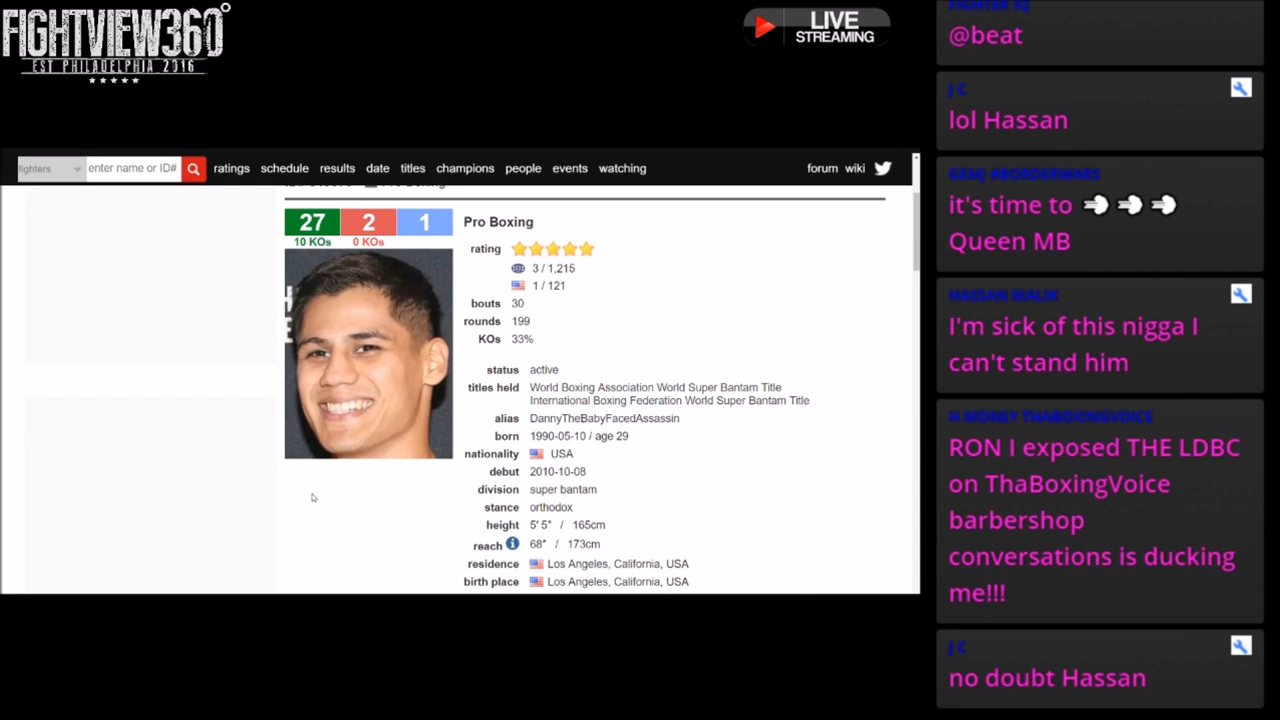 FIGHTVIEW360°
EST PHILADELPHIA 2016
LIVE
STREAMING
fighters
enter name or ID#
ratings schedule results date titles champions people events watching
forum wiki
27 2 1
10 KOs 0 KOs
Pro Boxing
rating
3 / 1,215
1 / 121
bouts 30
rounds 199
KOs 33%
status active
titles held World Boxing Association World Super Bantam Title
International Boxing Federation World Super Bantam Title
alias DannyTheBabyFacedAssassin
born 1990-05-10 / age 29
nationality USA
debut 2010-10-08
division super bantam
stance orthodox
height 5′ 5″ / 165cm
reach 68″ / 173cm
residence Los Angeles, California, USA
birth place Los Angeles, California, USA
@beat
J C
lol Hassan
GEMJ #BORDERWARS
it's time to
Queen MB
HASSAN MALIK
I'm sick of this nigga I
can't stand him
H MONEY THABOXINGVOICE
RON I exposed THE LDBC
on ThaBoxingVoice
barbershop
conversations is ducking
me!!!
J C
no doubt Hassan